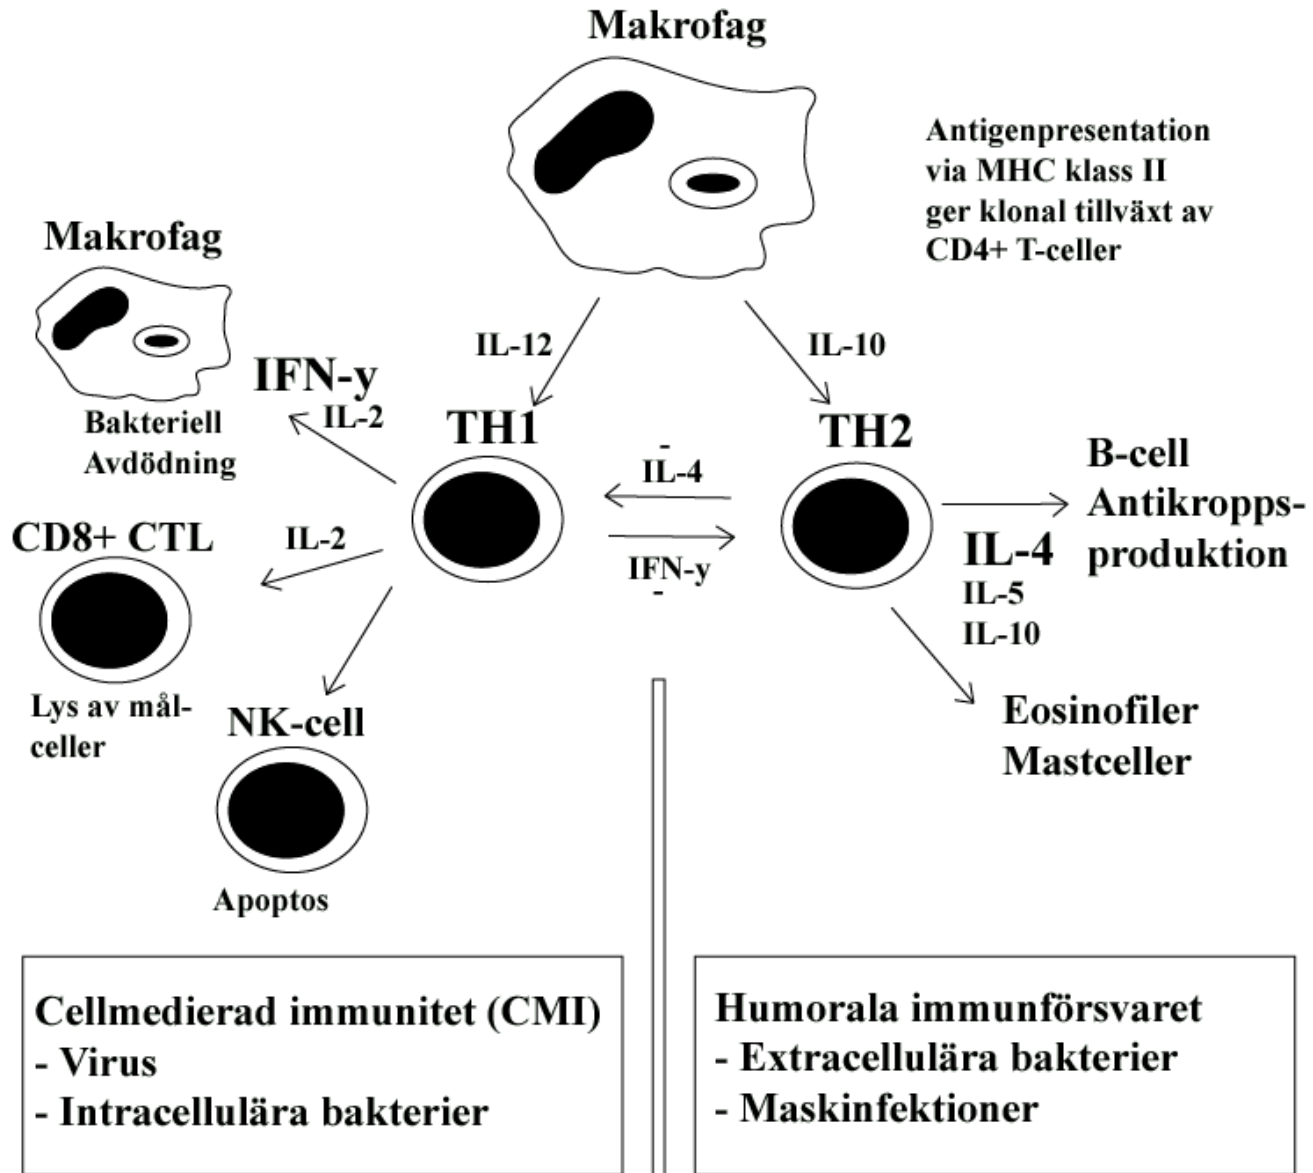 Makrofag
Antigenpresentation
via MHC klass II
ger klonal tillväxt av
CD4+ T-celler
Makrofag
IL-12
IL-10
IFN-y
IL-2
Bakteriell
Avdödning
TH1
TH2
-
IL-4
IFN-y
-
B-cell
Antikropps-
produktion
IL-4
IL-5
IL-10
CD8+ CTL
IL-2
Lys av mål-
celler
NK-cell
Apoptos
Eosinofiler
Mastceller
Cellmedierad immunitet (CMI)
- Virus
- Intracellulära bakterier
Humorala immunförsvaret
- Extracellulära bakterier
- Maskinfektioner